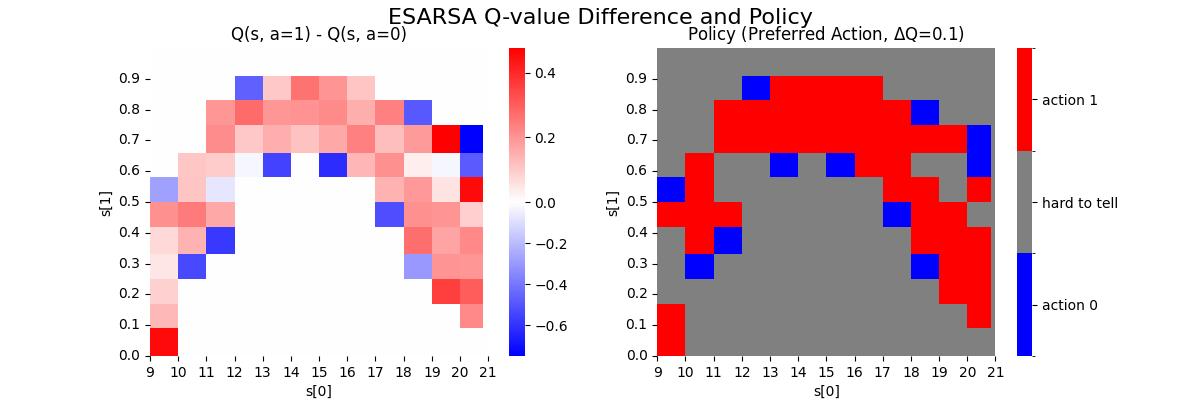 ESARSA Q-value Difference and Policy
Q(s, a=1) - Q(s, a=0)
0.9
0.8
0.7
0.6
0.5
0.4
0.3
0.2
0.1
0.0
s[1]
9 10 11 12 13 14 15 16 17 18 19 20 21
s[0]
0.4
0.2
0.0
−0.2
−0.4
−0.6
Policy (Preferred Action, ΔQ=0.1)
0.9
0.8
0.7
0.6
0.5
0.4
0.3
0.2
0.1
0.0
s[1]
9 10 11 12 13 14 15 16 17 18 19 20 21
s[0]
action 1
hard to tell
action 0